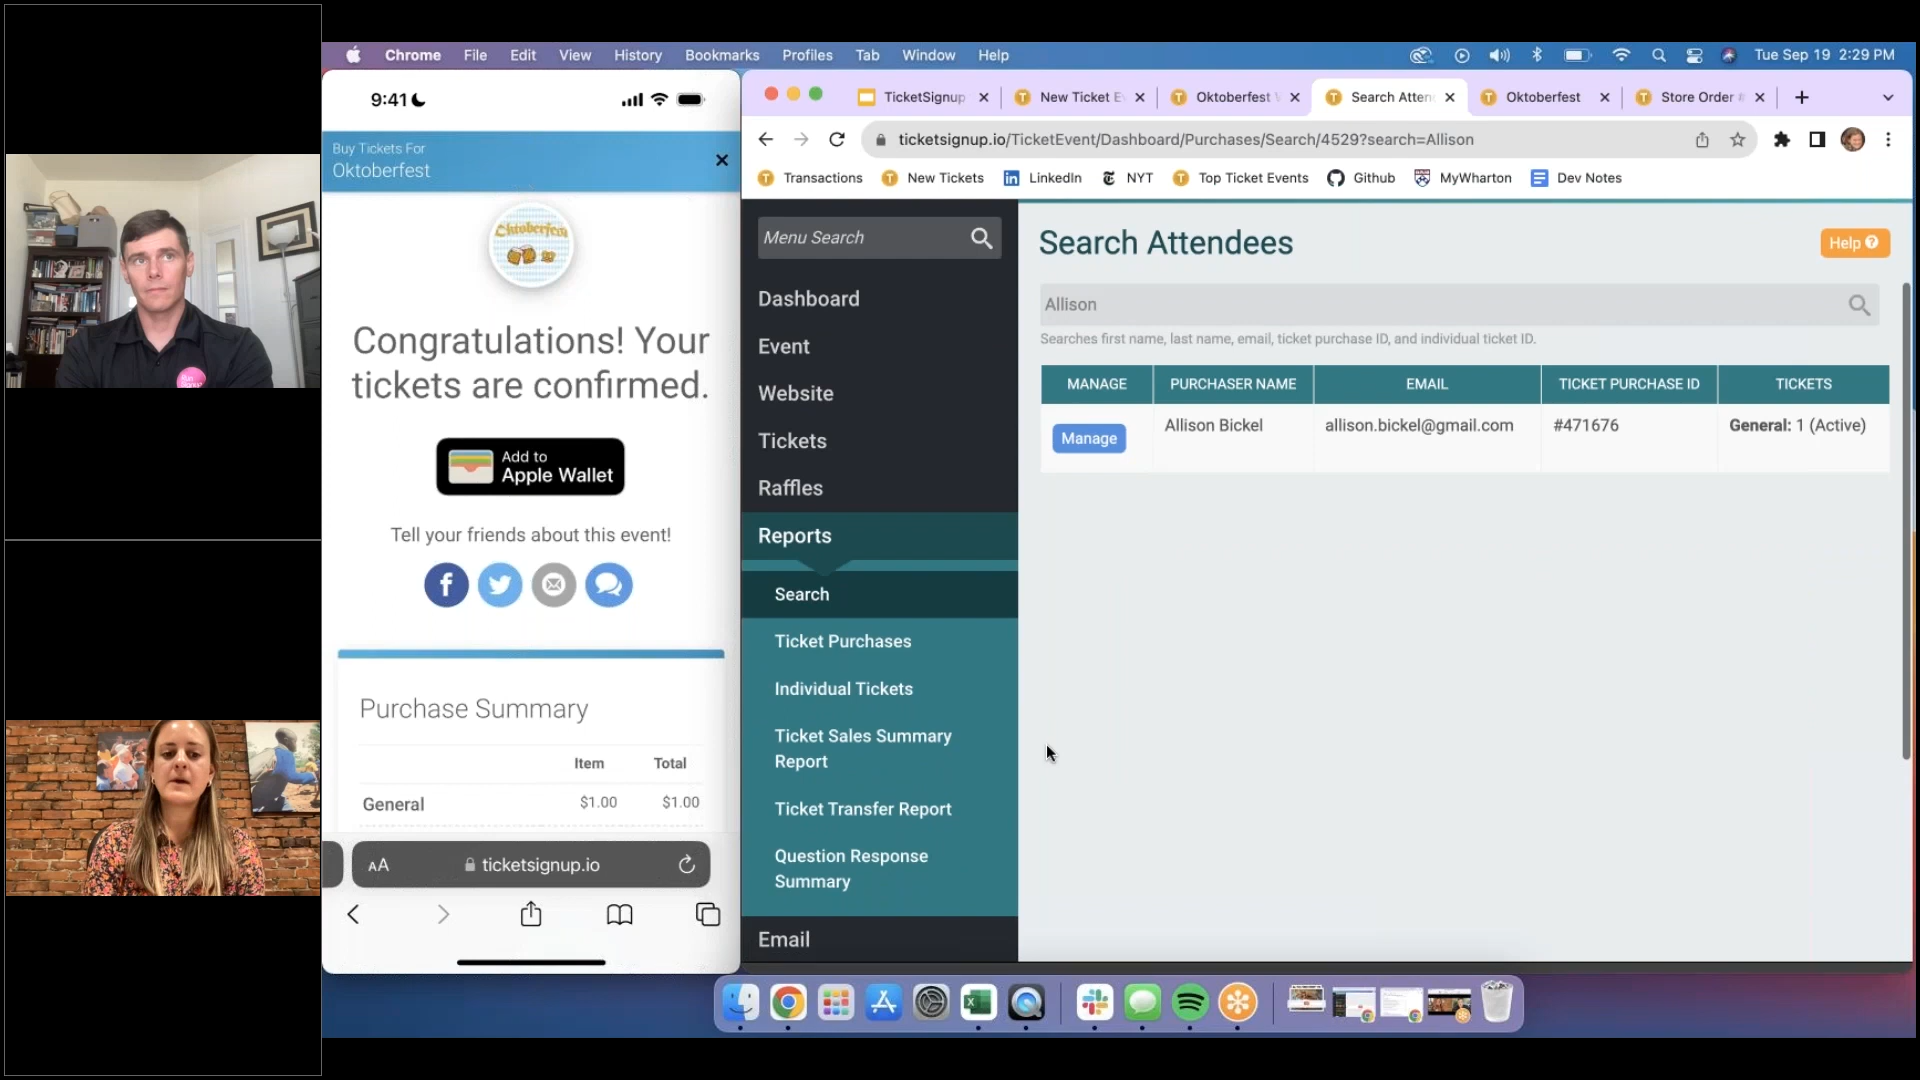 Chrome File Edit View History Bookmarks Profiles Tab Window Help
Tue Sep 19 2:29 PM
9:41
Buy Tickets For
Oktoberfest
Oktoberfest
Congratulations! Your
tickets are confirmed.
Add to
Apple Wallet
Tell your friends about this event!
Purchase Summary
Item Total
General $1.00 $1.00
AA ticketsignup.io
TicketSignup New Ticket E Oktoberfest Search Atten Oktoberfest Store Order #
ticketsignup.io/TicketEvent/Dashboard/Purchases/Search/4529?search=Allison
Transactions New Tickets LinkedIn NYT Top Ticket Events Github MyWharton Dev Notes
Menu Search
Dashboard
Event
Website
Tickets
Raffles
Reports
Search
Ticket Purchases
Individual Tickets
Ticket Sales Summary
Report
Ticket Transfer Report
Question Response
Summary
Email
Search Attendees
Help
Allison
Searches first name, last name, email, ticket purchase ID, and individual ticket ID.
MANAGE PURCHASER NAME EMAIL TICKET PURCHASE ID TICKETS
Manage Allison Bickel allison.bickel@gmail.com #471676 General: 1 (Active)